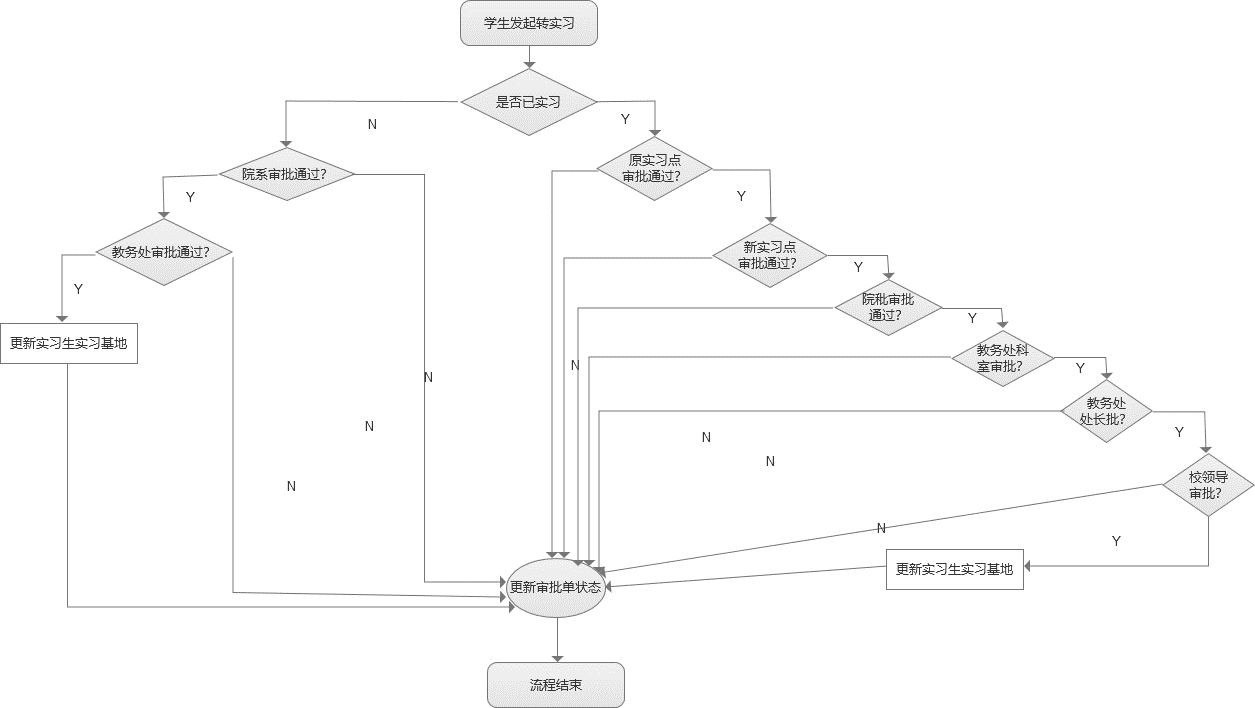 学生发起转实习
是否已实习
N
Y
院系审批通过?
原实习点
审批通过?
Y
Y
教务处审批通过?
新实习点
审批通过?
Y
Y
院秕审批
通过?
Y
更新实习生实习基地
教务处科
室审批?
N
Y
N
教务处
处长批?
N
N
Y
N
校领导
审批?
N
N
Y
更新实习生实习基地
更新审批单状态
流程结束